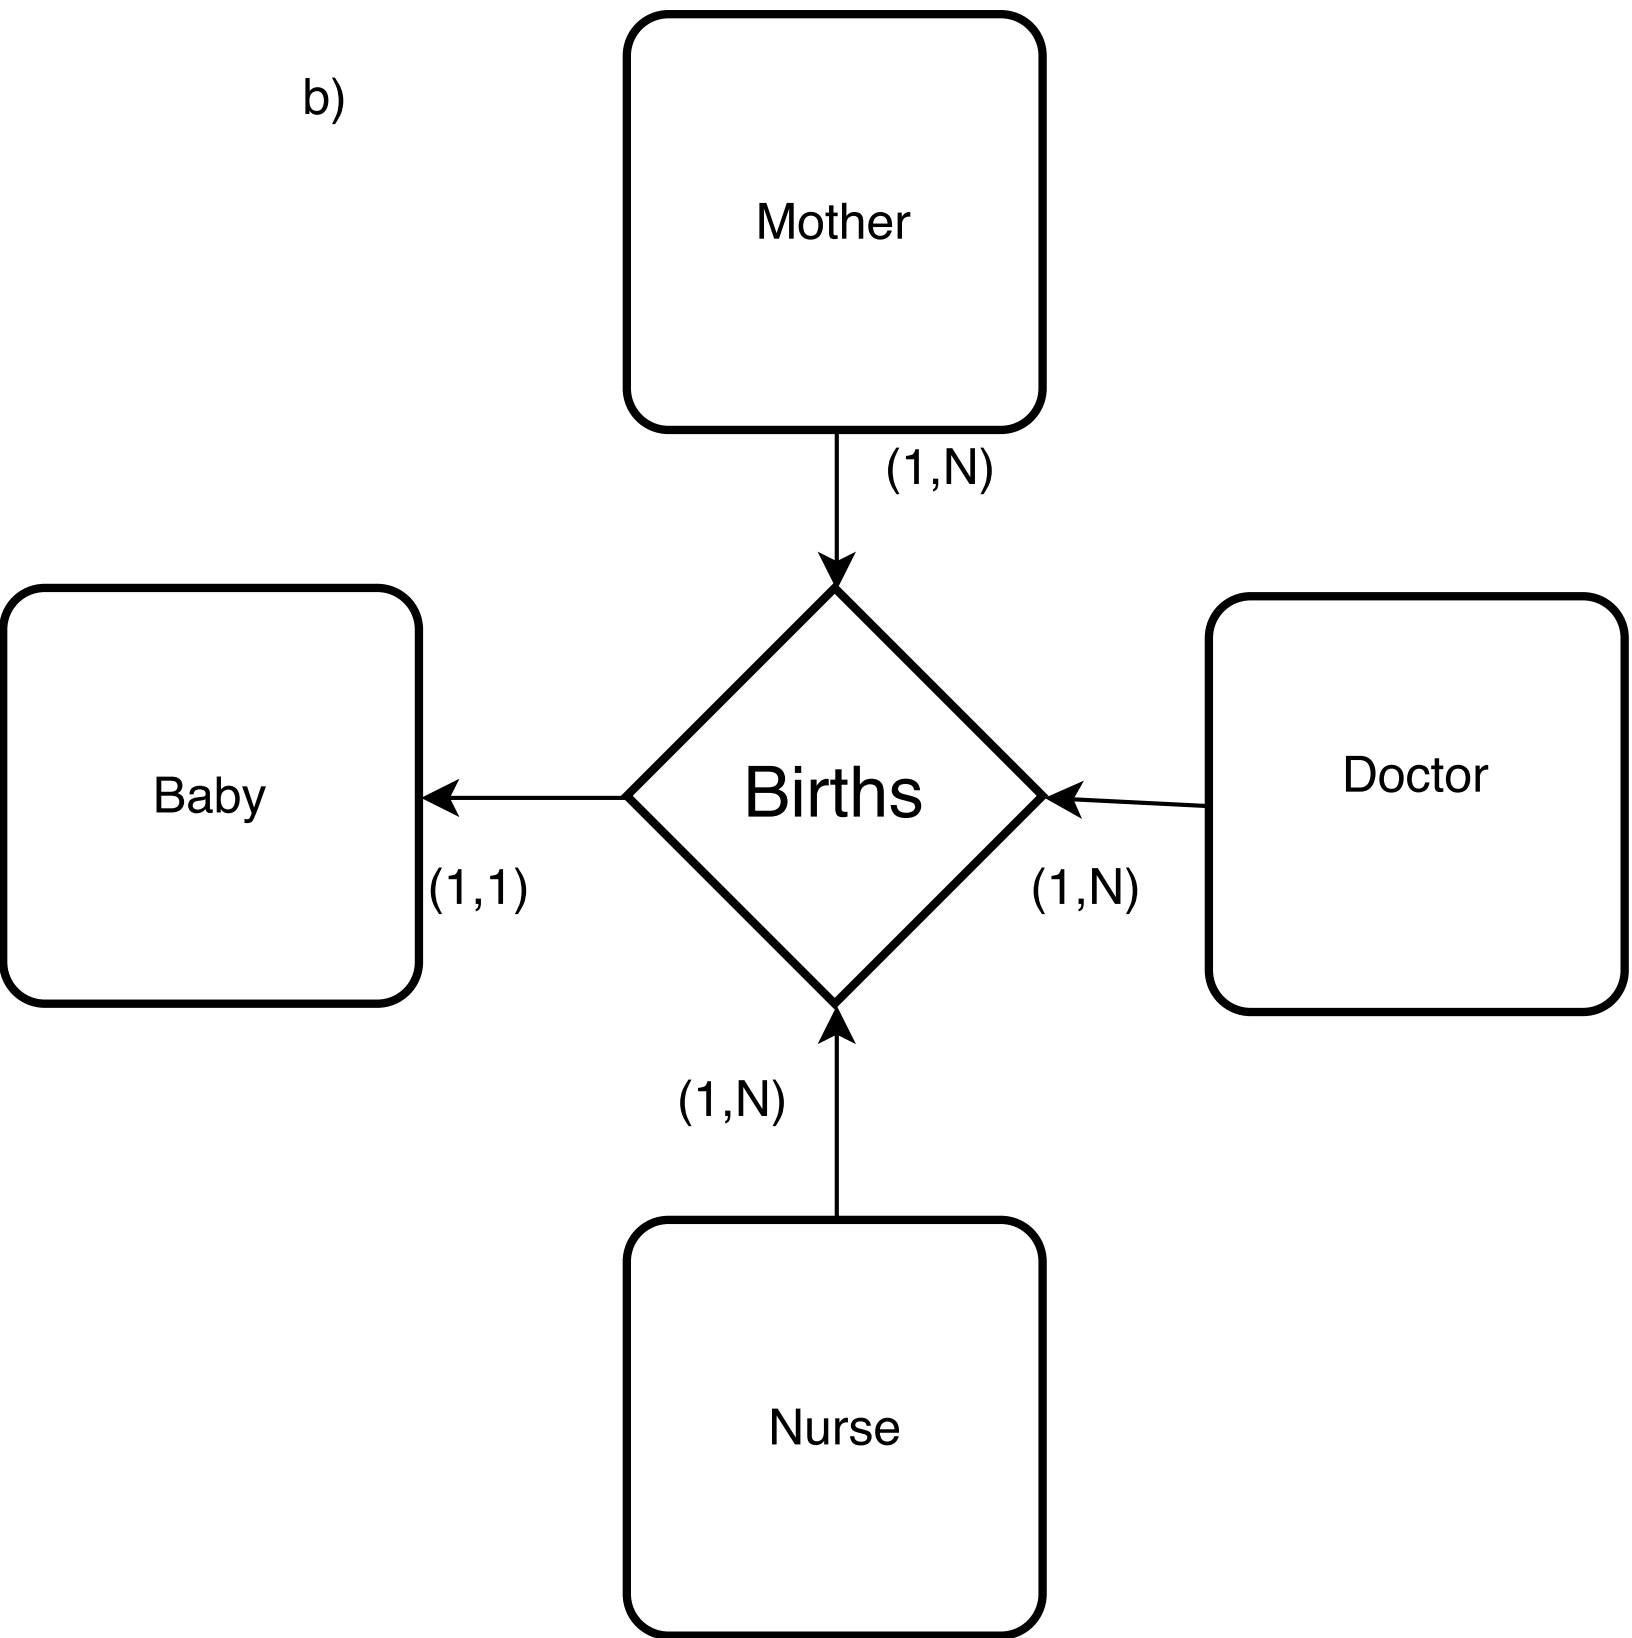 b)
Mother
(1,N)
Baby
Births
Doctor
(1,1)
(1,N)
(1,N)
Nurse